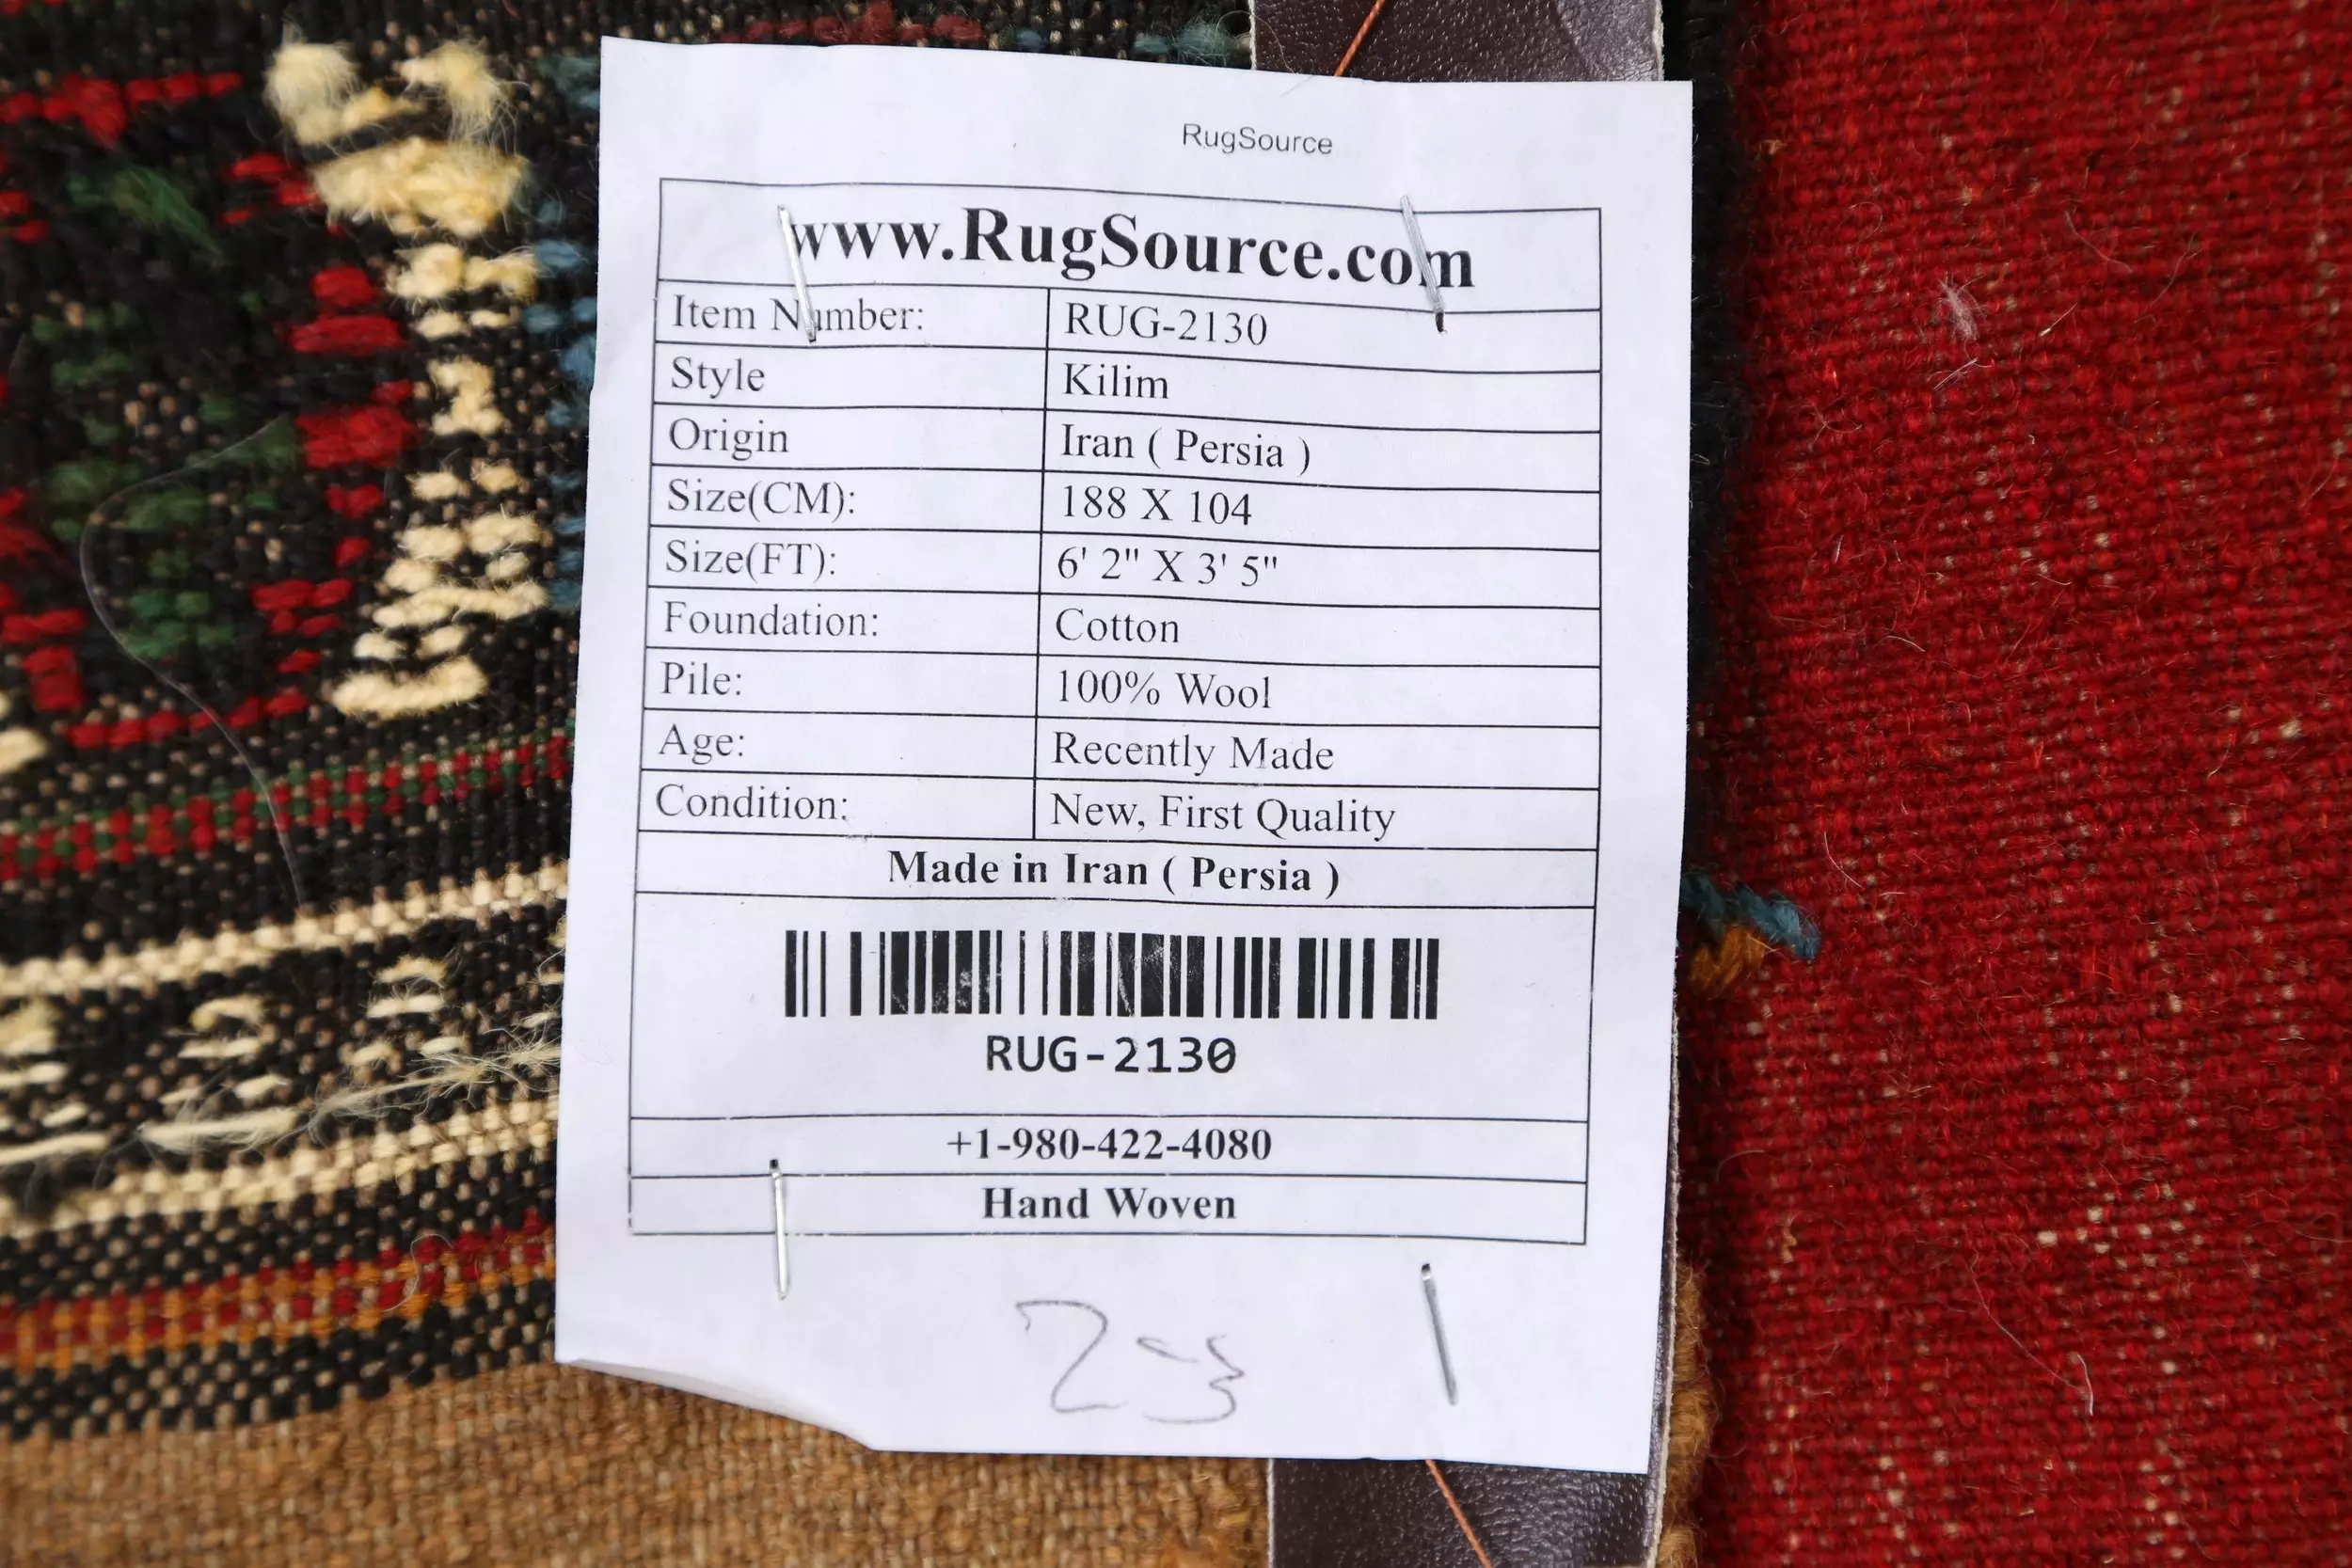 RugSource
www.RugSource.com
Item Number: RUG-2130
Style Kilim
Origin Iran ( Persia )
Size(CM): 188 X 104
Size(FT): 6' 2" X 3' 5"
Foundation: Cotton
Pile: 100% Wool
Age: Recently Made
Condition: New, First Quality
Made in Iran ( Persia )
RUG-2130
+1-980-422-4080
Hand Woven